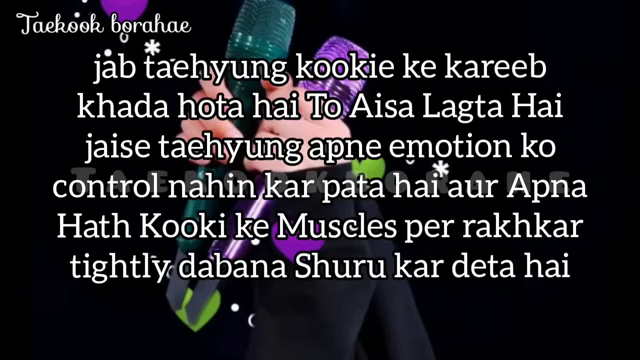 Taekook borahae
jab taehyung kookie ke kareeb
khada hota hai To Aisa Lagta Hai
jaise taehyung apne emotion ko
control nahin kar pata hai aur Apna
Hath Kooki ke Muscles per rakhkar
tightly dabana Shuru kar deta hai